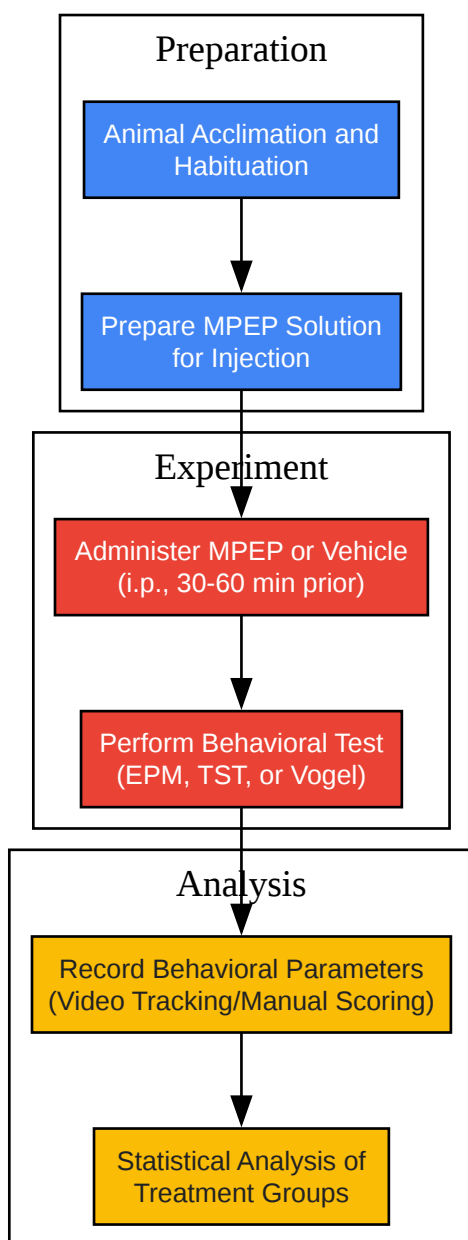 Preparation
Animal Acclimation and
Habituation
Prepare MPEP Solution
for Injection
Experiment
Administer MPEP or Vehicle
(i.p., 30-60 min prior)
Perform Behavioral Test
(EPM, TST, or Vogel)
Analysis
Record Behavioral Parameters
(Video Tracking/Manual Scoring)
Statistical Analysis of
Treatment Groups